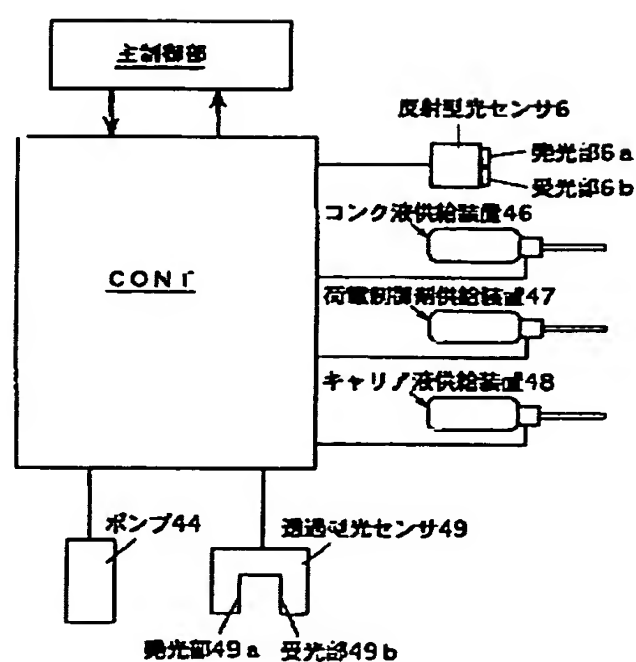 主制御部
反射型光センサ6
発光部6a
受光部6b
コンク液供給装置46
CONT
荷電制御剤供給装置47
キャリア液供給装置48
ポンプ44
透過型光センサ49
発光部49a 受光部49b